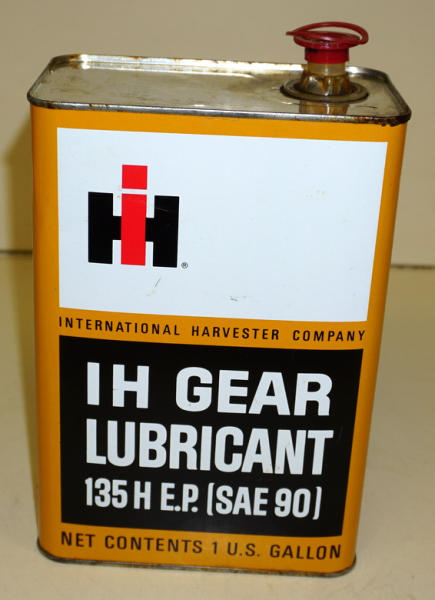 IH®
INTERNATIONAL HARVESTER COMPANY
IH GEAR
LUBRICANT
135 H E.P. (SAE 90)
NET CONTENTS 1 U.S. GALLON